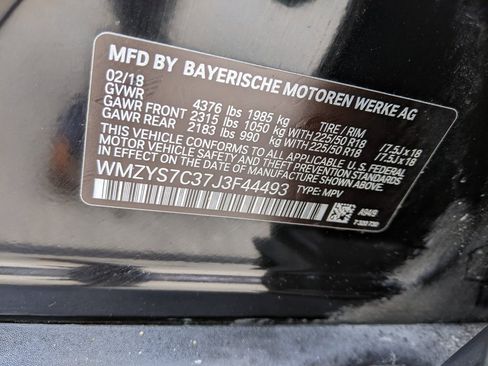 MFD BY BAYERISCHE MOTOREN WERKE AG
02/18
GVWR 4376 lbs 1985 kg TIRE / RIM
GAWR FRONT 2315 lbs 1050 kg WITH 225/50 R18 /7.5J x 18
GAWR REAR 2183 lbs 990 kg WITH 225/50 R18 /7.5J x 18
THIS VEHICLE CONFORMS TO ALL APPLICABLE U.S. FEDERAL
MOTOR VEHICLE SAFETY STANDARDS IN EFFECT ON THE
DATE OF MANUFACTURE SHOWN ABOVE.
WMZYS7C37J3F44493 TYPE: MPV